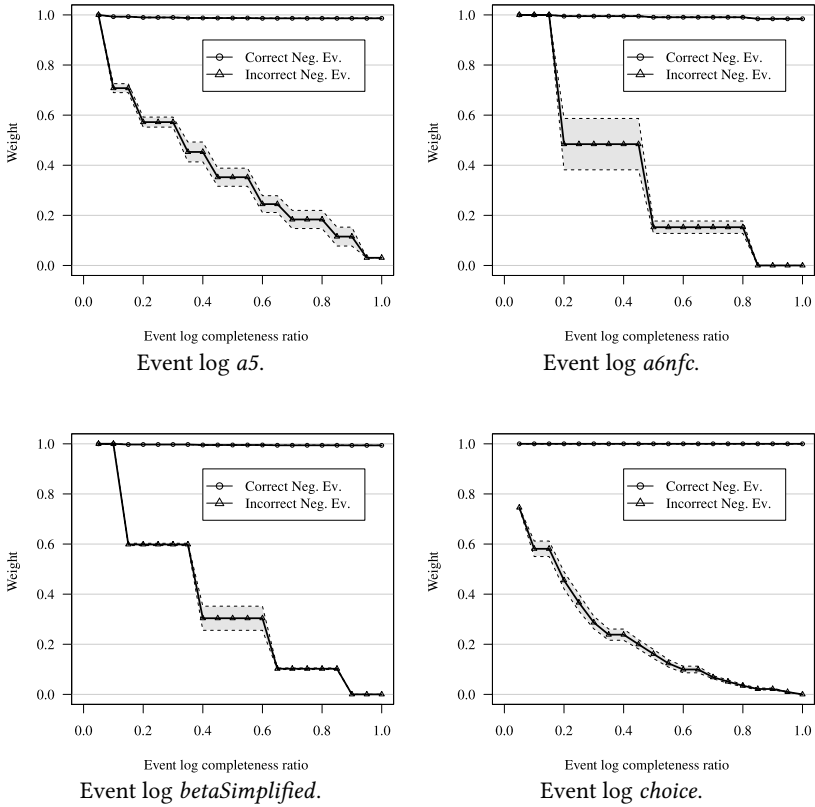 1.0
0.8
0.6
0.4
0.2
0.0
Weight
Correct Neg. Ev.
Incorrect Neg. Ev.
0.0 0.2 0.4 0.6 0.8 1.0
Event log completeness ratio
Event log a5.
1.0
0.8
0.6
0.4
0.2
0.0
Weight
Correct Neg. Ev.
Incorrect Neg. Ev.
0.0 0.2 0.4 0.6 0.8 1.0
Event log completeness ratio
Event log a6nfc.
1.0
0.8
0.6
0.4
0.2
0.0
Weight
Correct Neg. Ev.
Incorrect Neg. Ev.
0.0 0.2 0.4 0.6 0.8 1.0
Event log completeness ratio
Event log betaSimplified.
1.0
0.8
0.6
0.4
0.2
0.0
Weight
Correct Neg. Ev.
Incorrect Neg. Ev.
0.0 0.2 0.4 0.6 0.8 1.0
Event log completeness ratio
Event log choice.